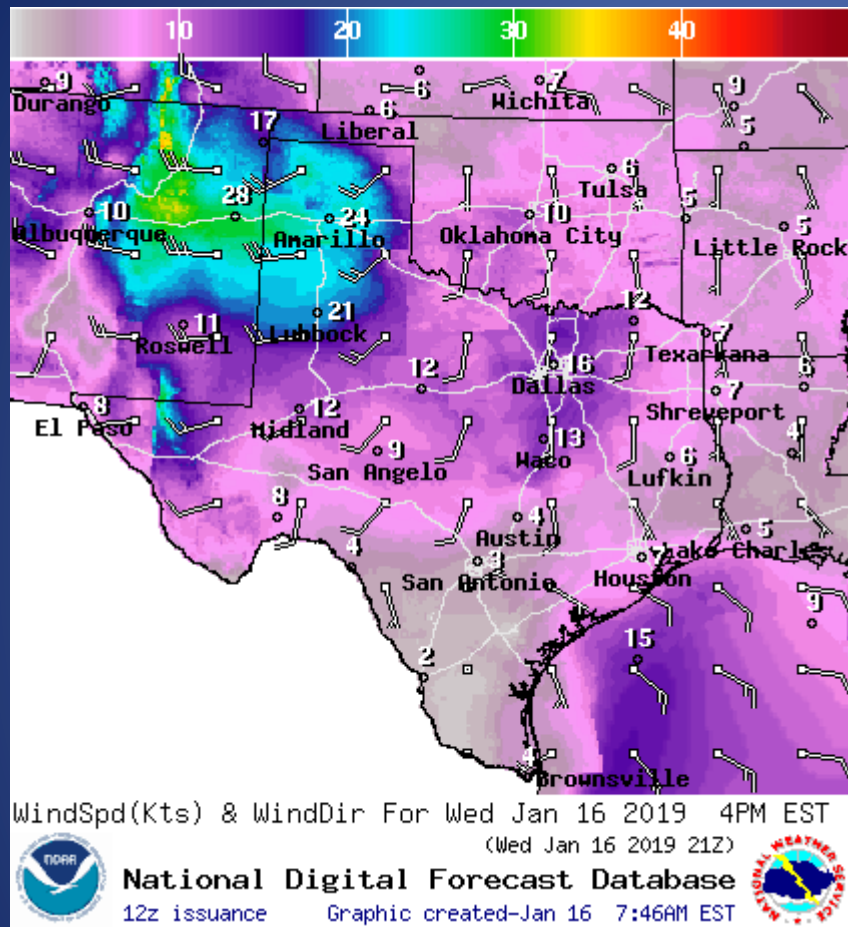 10 20 30 40
9 6 7 9
Durango Wichita
6
Liberal
17 5
6
Tulsa
10 28 24 10 5 5
Albuquerque Amarillo Oklahoma City Little Rock
11 21 12 7
Roswell Lubbock Texarkana
16
Dallas
12 7 6
8 12 Shreveport
El Paso Midland
9 13 6 4
San Angelo Waco Lufkin
8 4 5
Austin Lake Charles
4 3 7
San Antonio Houston
9
15
2
4
Brownsville
WindSpd(Kts) & WindDir For Wed Jan 16 2019 4PM EST
(Wed Jan 16 2019 21Z)
noaa
National Digital Forecast Database
NATIONAL WEATHER SERVICE
12z issuance Graphic created-Jan 16 7:46AM EST